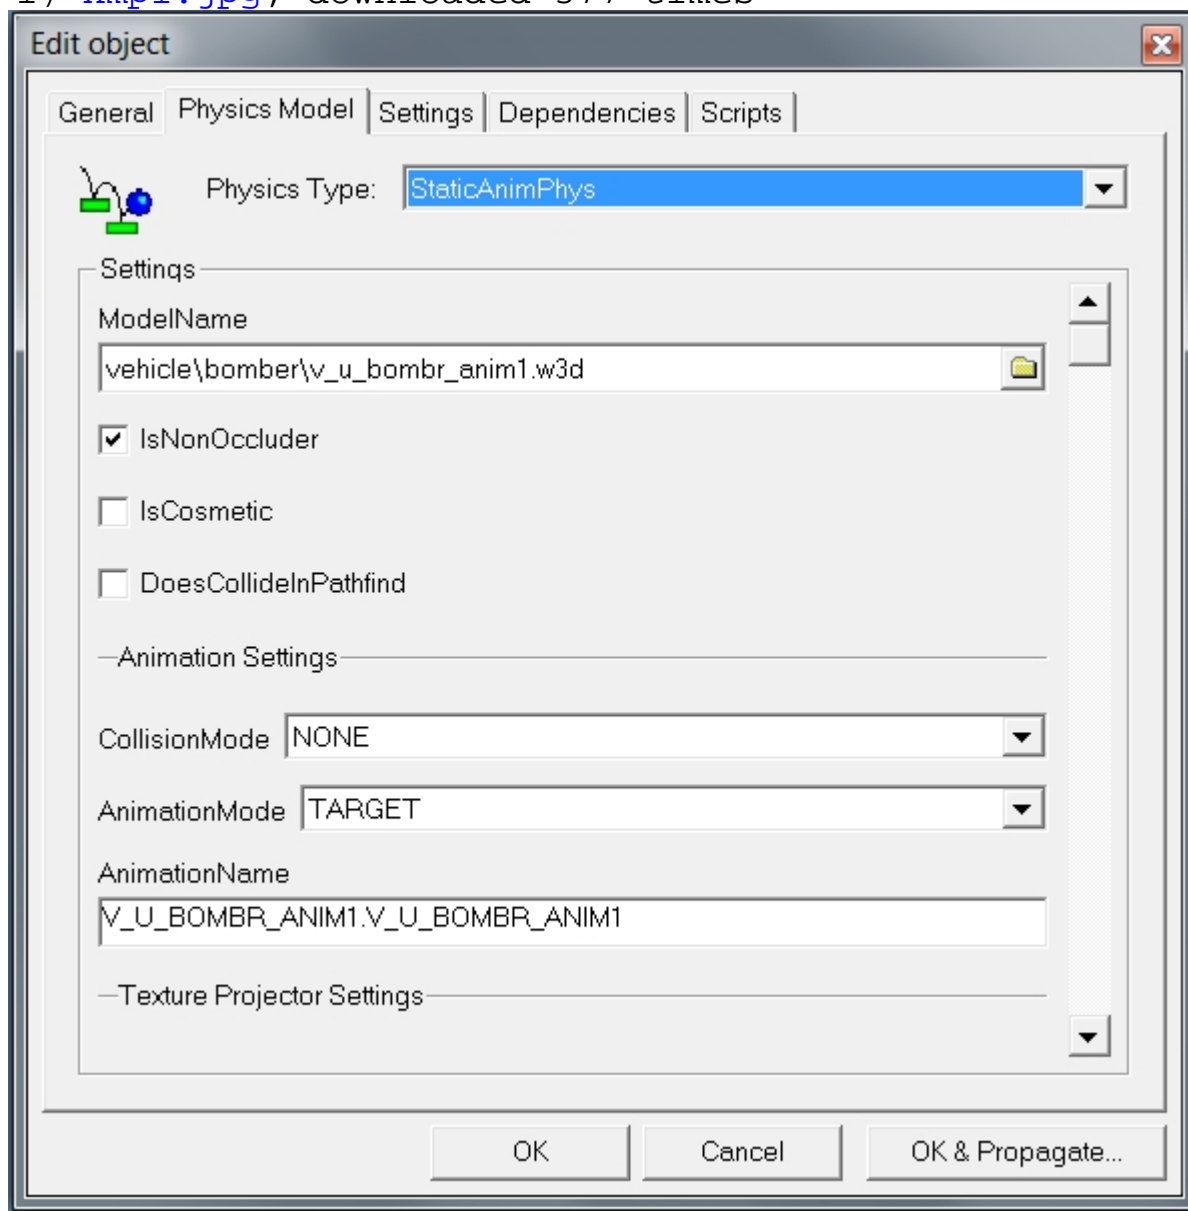 Edit object
General Physics Model Settings Dependencies Scripts
Physics Type: StaticAnimPhys
Settings
ModelName
vehicle\bomber\v_u_bombr_anim1.w3d
IsNonOccluder
IsCosmetic
DoesCollideInPathfind
Animation Settings
CollisionMode NONE
AnimationMode TARGET
AnimationName
V_U_BOMBR_ANIM1.V_U_BOMBR_ANIM1
Texture Projector Settings
OK Cancel OK & Propagate...